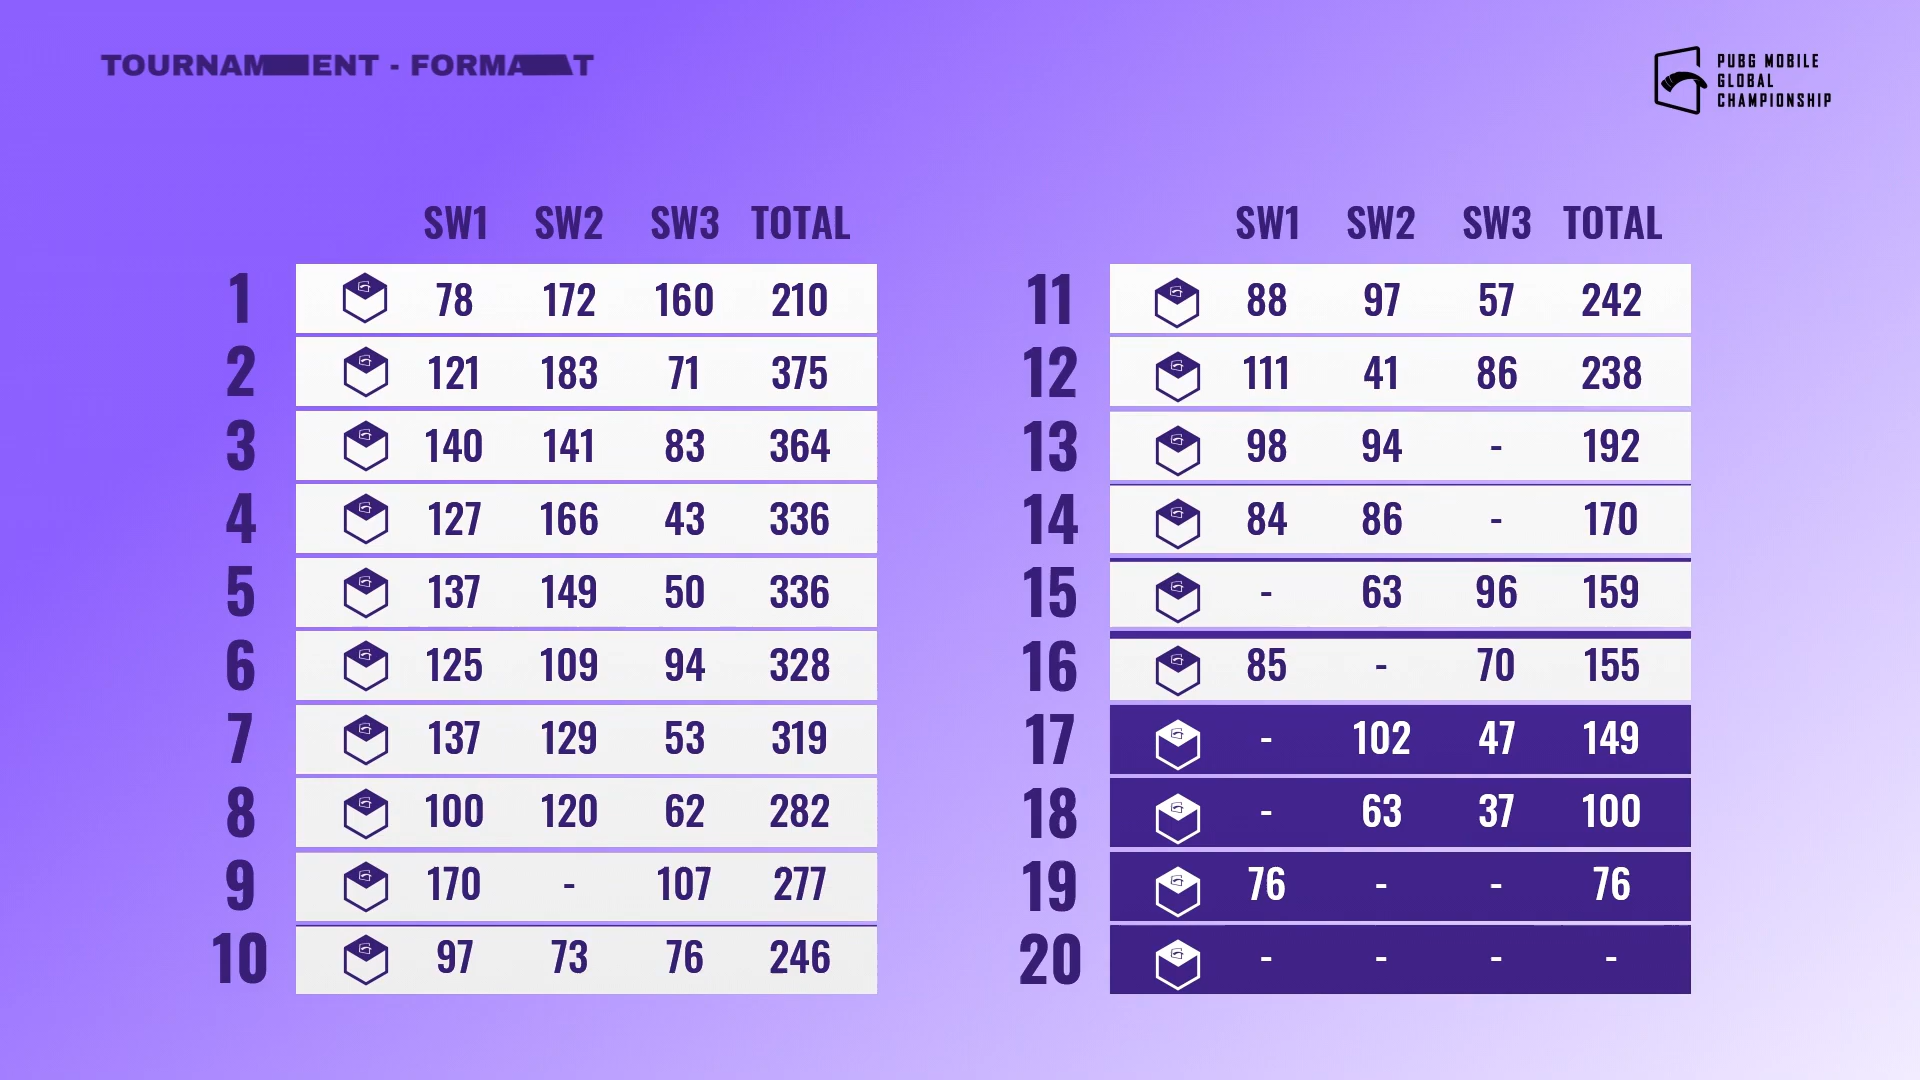 TOURNAMENT - FORMAT
PUBG MOBILE
GLOBAL
CHAMPIONSHIP
SW1 SW2 SW3 TOTAL
1 78 172 160 210
2 121 183 71 375
3 140 141 83 364
4 127 166 43 336
5 137 149 50 336
6 125 109 94 328
7 137 129 53 319
8 100 120 62 282
9 170 - 107 277
10 97 73 76 246
SW1 SW2 SW3 TOTAL
11 88 97 57 242
12 111 41 86 238
13 98 94 - 192
14 84 86 - 170
15 - 63 96 159
16 85 - 70 155
17 - 102 47 149
18 - 63 37 100
19 76 - - 76
20 - - - -